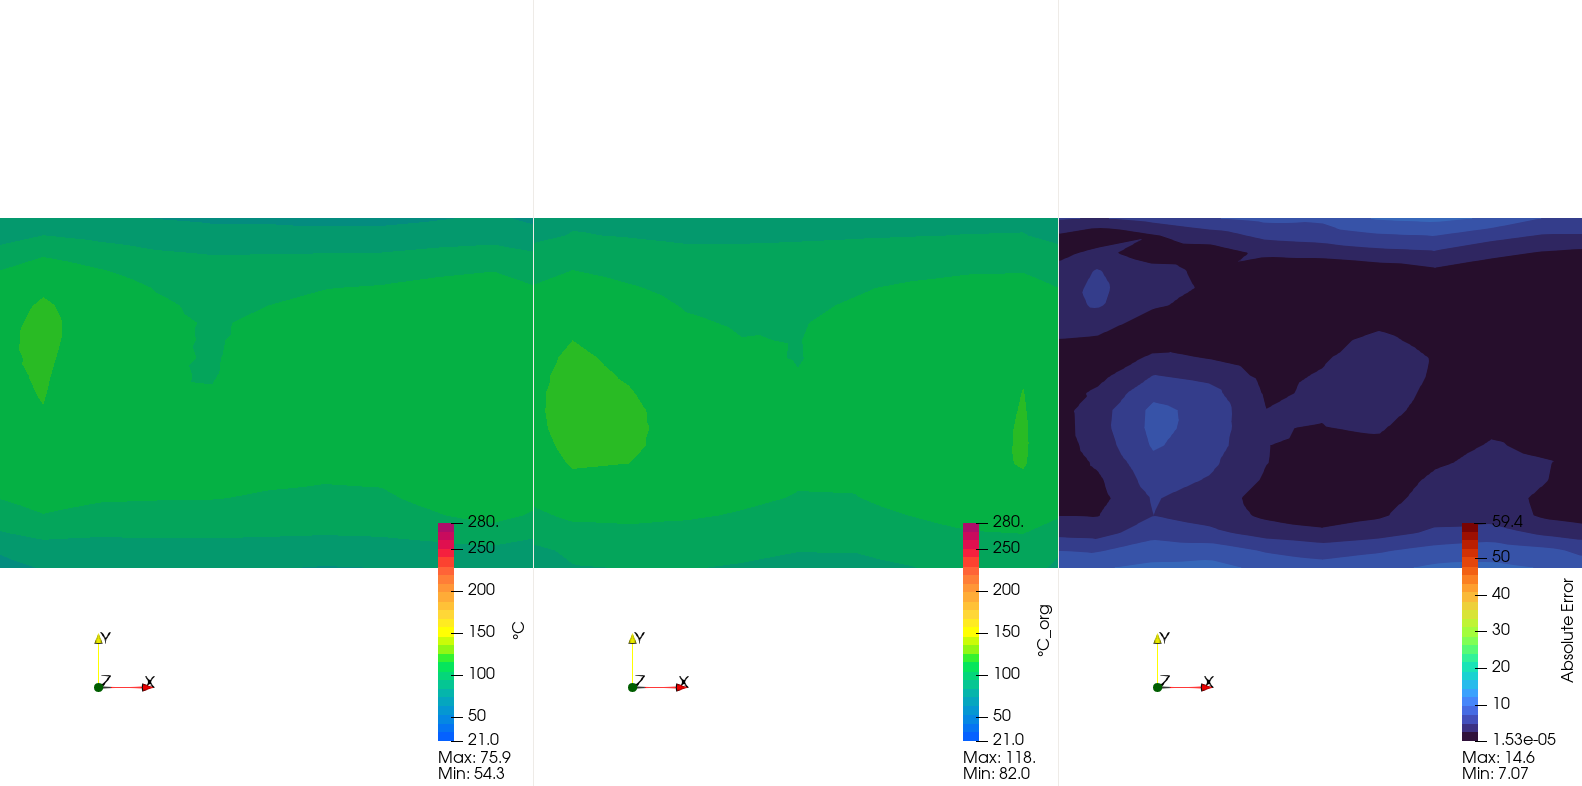 280.
250
200
150
100
50
21.0
°C
Max: 75.9
Min: 54.3
Y
Z
X
280.
250
200
150
100
50
21.0
°C_org
Max: 118.
Min: 82.0
Y
Z
X
59.4
50
40
30
20
10
1.53e-05
Absolute Error
Max: 14.6
Min: 7.07
Y
Z
X